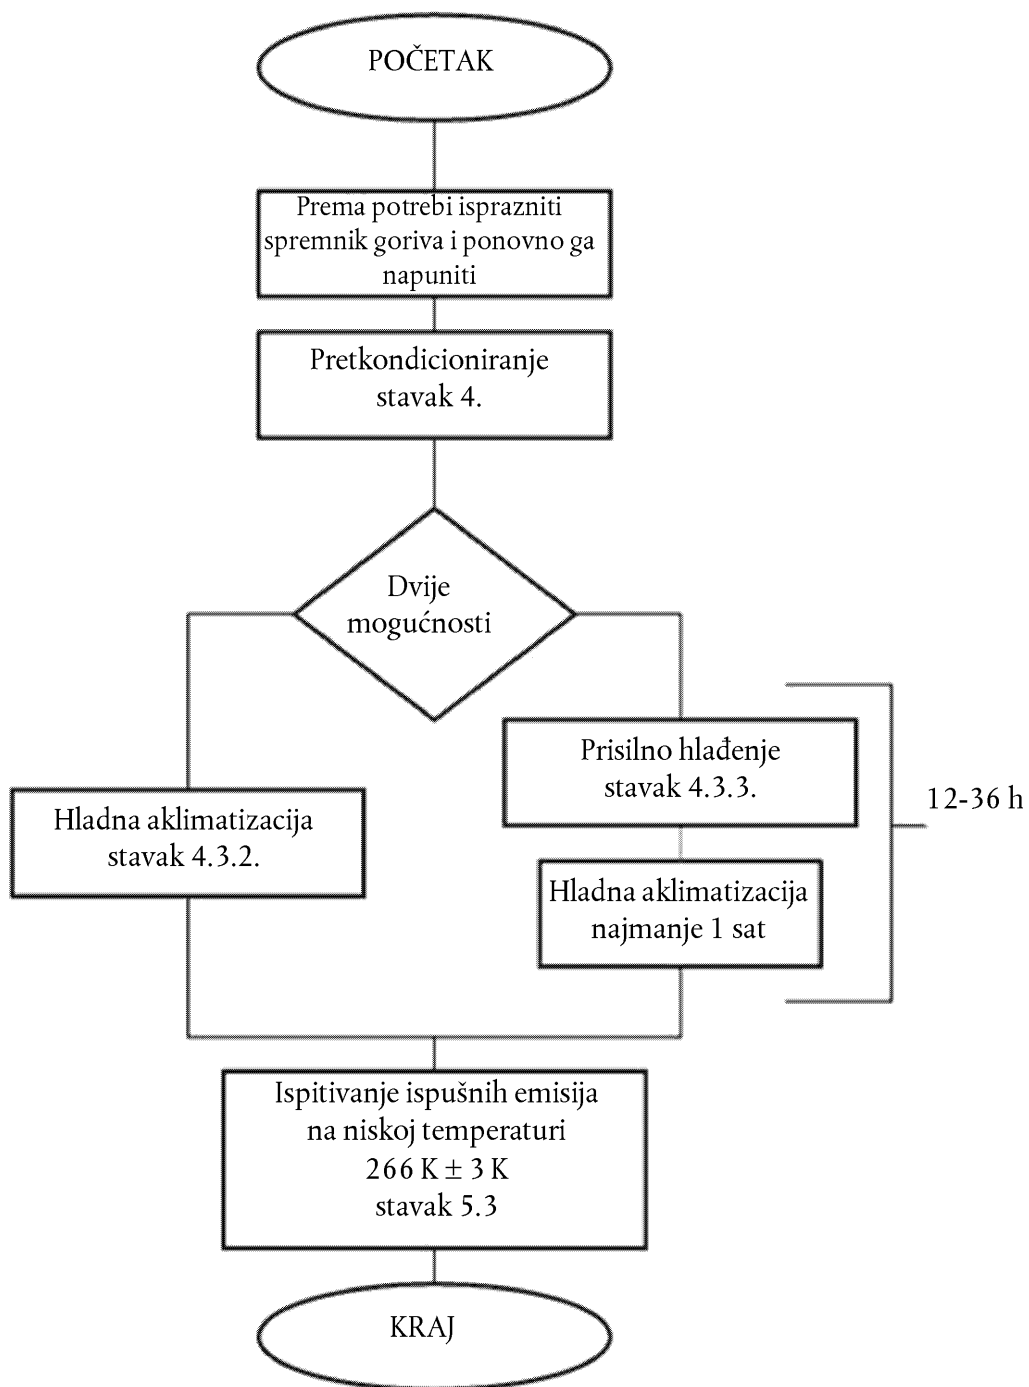 POČETAK
Prema potrebi isprazniti
spremnik goriva i ponovno ga
napuniti
Pretkondicioniranje
stavak 4.
Dvije
mogućnosti
Hladna aklimatizacija
stavak 4.3.2.
Prisilno hlađenje
stavak 4.3.3.
Hladna aklimatizacija
najmanje 1 sat
12-36 h
Ispitivanje ispušnih emisija
na niskoj temperaturi
266 K ± 3 K
stavak 5.3
KRAJ